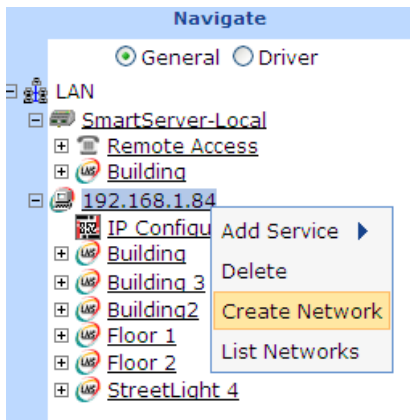 Navigate
General Driver
LAN
SmartServer-Local
Remote Access
Building
192.168.1.84
IP Configu
Add Service
Building
Delete
Building 3
Building2
Create Network
Floor 1
List Networks
Floor 2
StreetLight 4